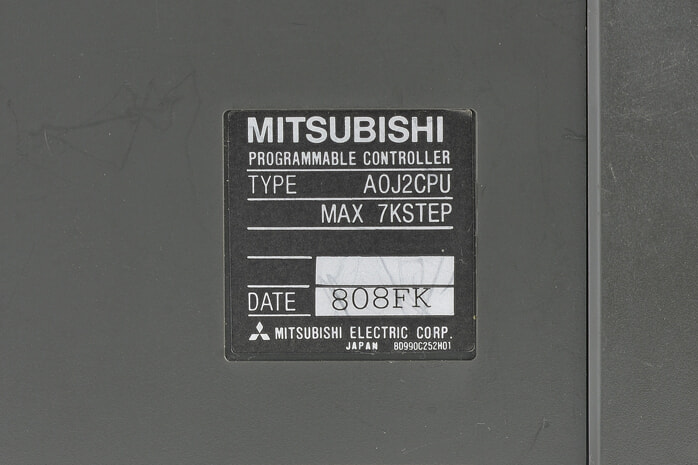 MITSUBISHI
PROGRAMMABLE CONTROLLER
TYPE A0J2CPU
MAX 7KSTEP
DATE 808FK
MITSUBISHI ELECTRIC CORP.
JAPAN BD990C252H01